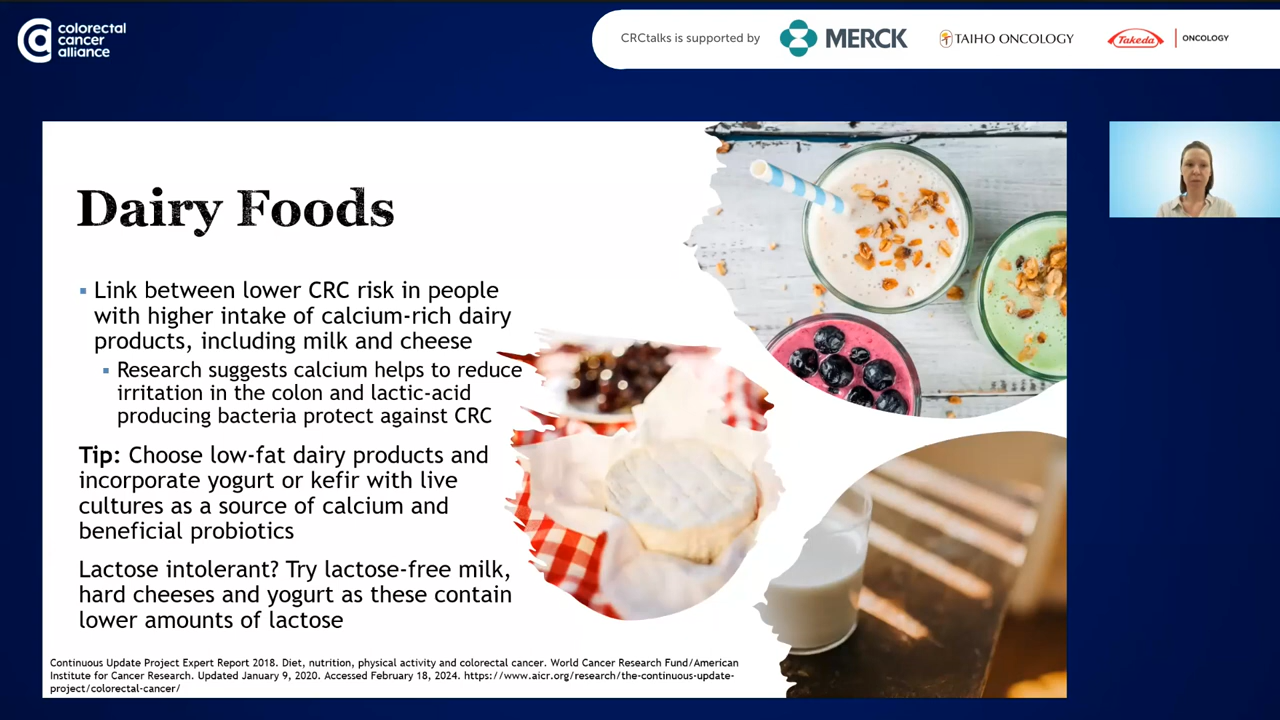 colorectal
cancer
alliance
CRCtalks is supported by
MERCK
TAIHO ONCOLOGY
Takeda
ONCOLOGY
Dairy Foods
Link between lower CRC risk in people
with higher intake of calcium-rich dairy
products, including milk and cheese
Research suggests calcium helps to reduce
irritation in the colon and lactic-acid
producing bacteria protect against CRC
Tip: Choose low-fat dairy products and
incorporate yogurt or kefir with live
cultures as a source of calcium and
beneficial probiotics
Lactose intolerant? Try lactose-free milk,
hard cheeses and yogurt as these contain
lower amounts of lactose
Continuous Update Project Expert Report 2018. Diet, nutrition, physical activity and colorectal cancer. World Cancer Research Fund/American
Institute for Cancer Research. Updated January 9, 2020. Accessed February 18, 2024. https://www.aicr.org/research/the-continuous-update-
project/colorectal-cancer/